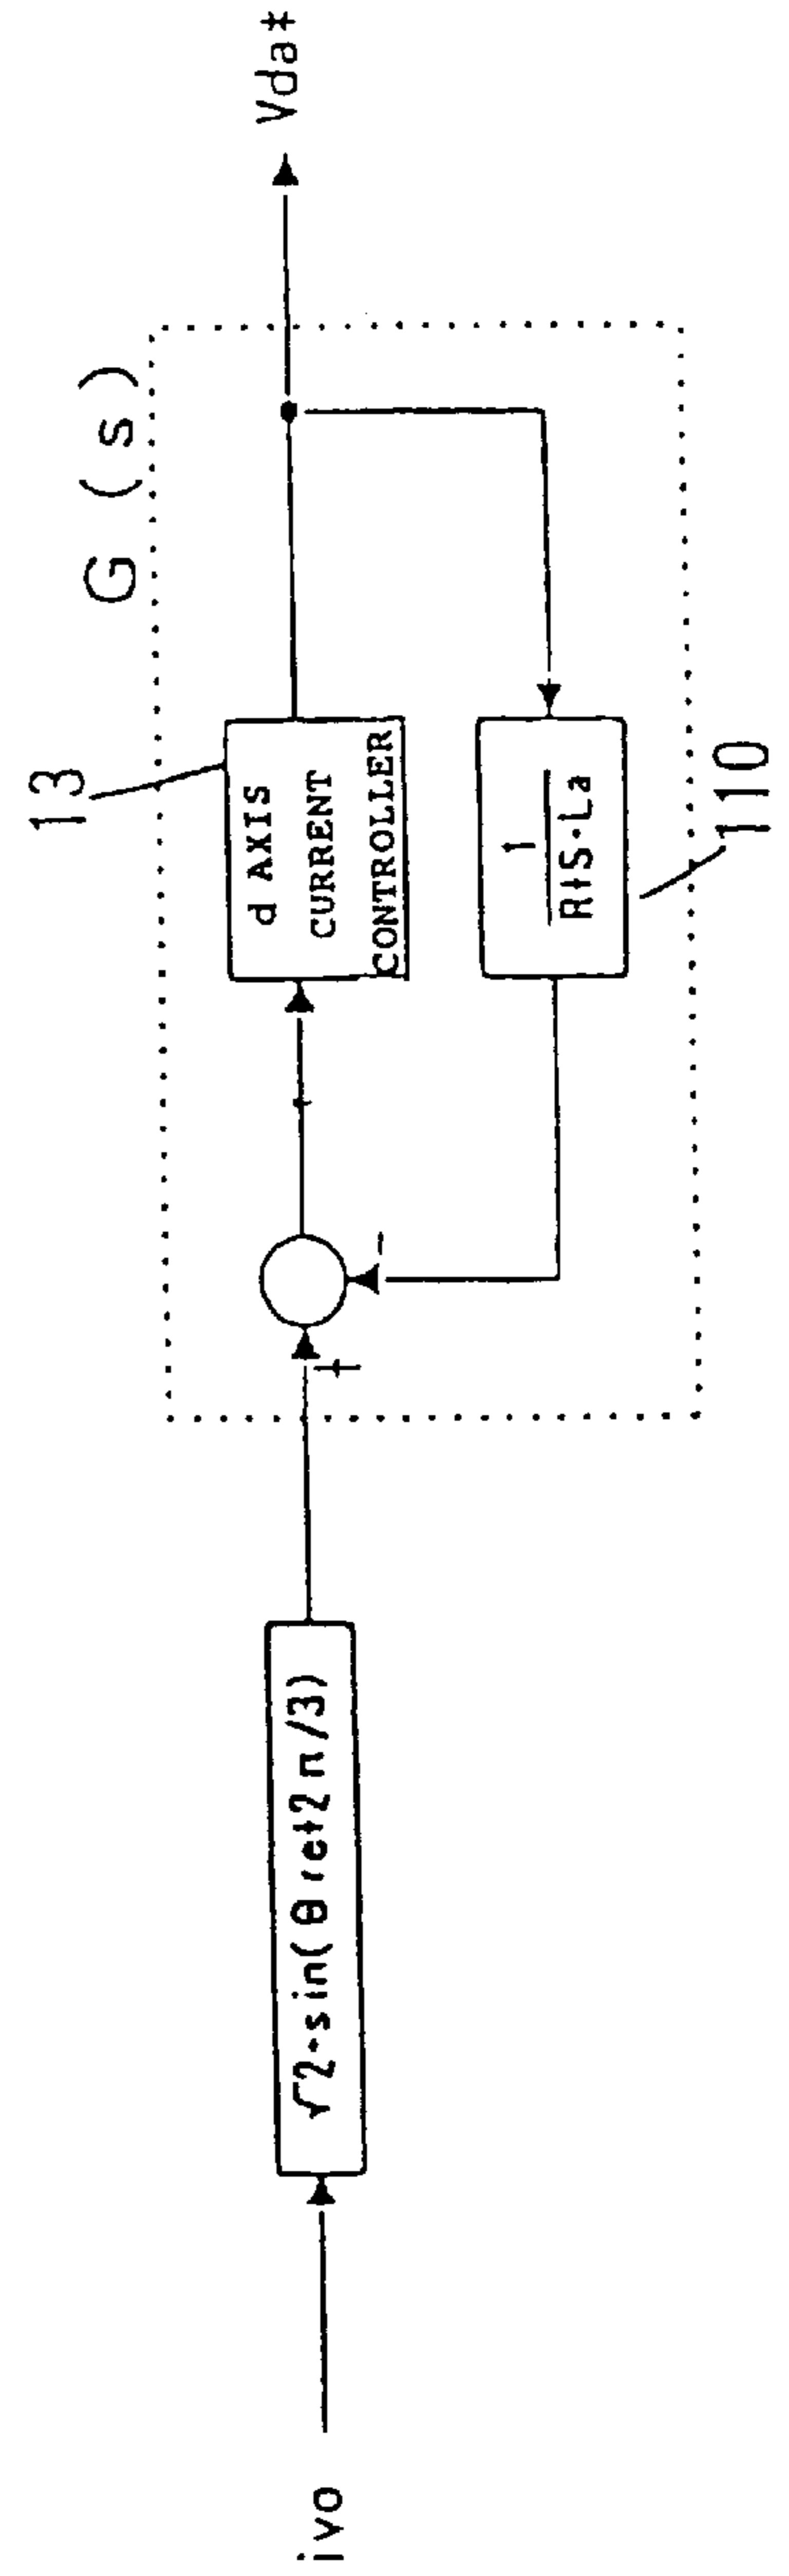 ivo
√2·sin(θre+2π/3)
+
-
G(s)
13
d AXIS
CURRENT
CONTROLLER
1
R+S·La
110
Vda*